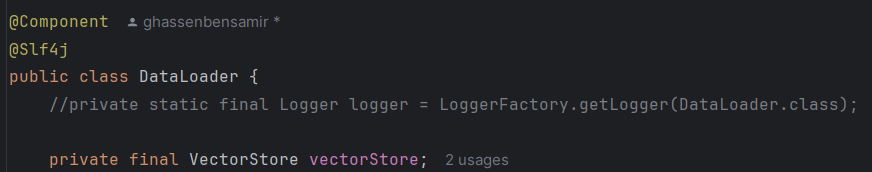 @Component ghassenbensamir *
@Slf4j
public class DataLoader {
//private static final Logger logger = LoggerFactory.getLogger(DataLoader.class);
private final VectorStore vectorStore; 2 usages